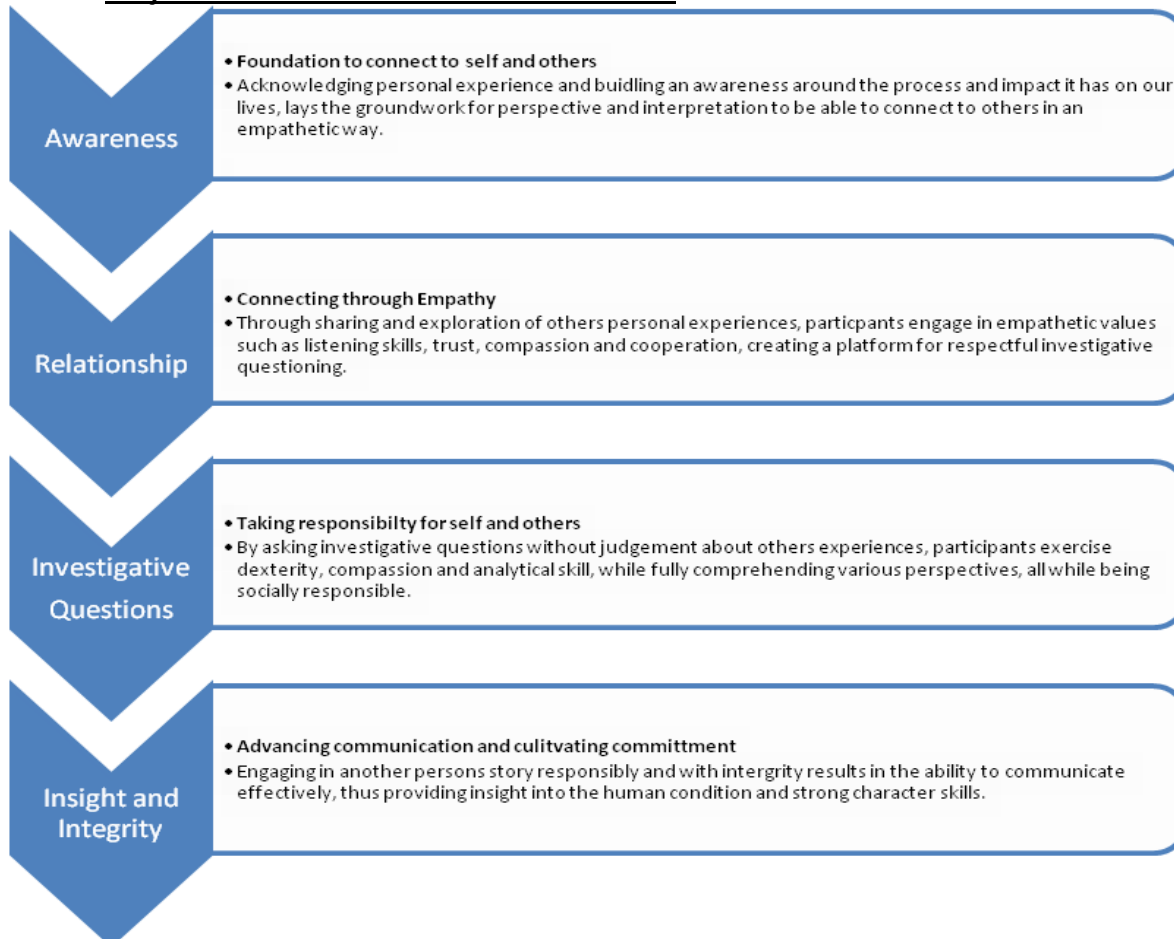 • Foundation to connect to self and others
• Acknowledging personal experience and buidling an awareness around the process and impact it has on our
lives, lays the groundwork for perspective and interpretation to be able to connect to others in an
empathetic way.
Awareness
• Connecting through Empathy
• Through sharing and exploration of others personal experiences, particpants engage in empathetic values
such as listening skills, trust, compassion and cooperation, creating a platform for respectful investigative
questioning.
Relationship
• Taking responsibilty for self and others
• By asking investigative questions without judgement about others experiences, participants exercise
dexterity, compassion and analytical skill, while fully comprehending various perspectives, all while being
socially responsible.
Investigative
Questions
• Advancing communication and culitvating committment
• Engaging in another persons story responsibly and with intergrity results in the ability to communicate
effectively, thus providing insight into the human condition and strong character skills.
Insight and
Integrity